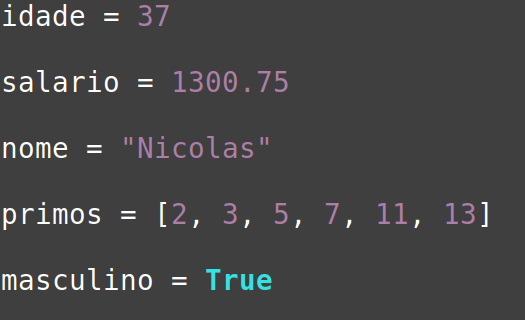 idade = 37
salario = 1300.75
nome = "Nicolas"
primos = [2, 3, 5, 7, 11, 13]
masculino = True